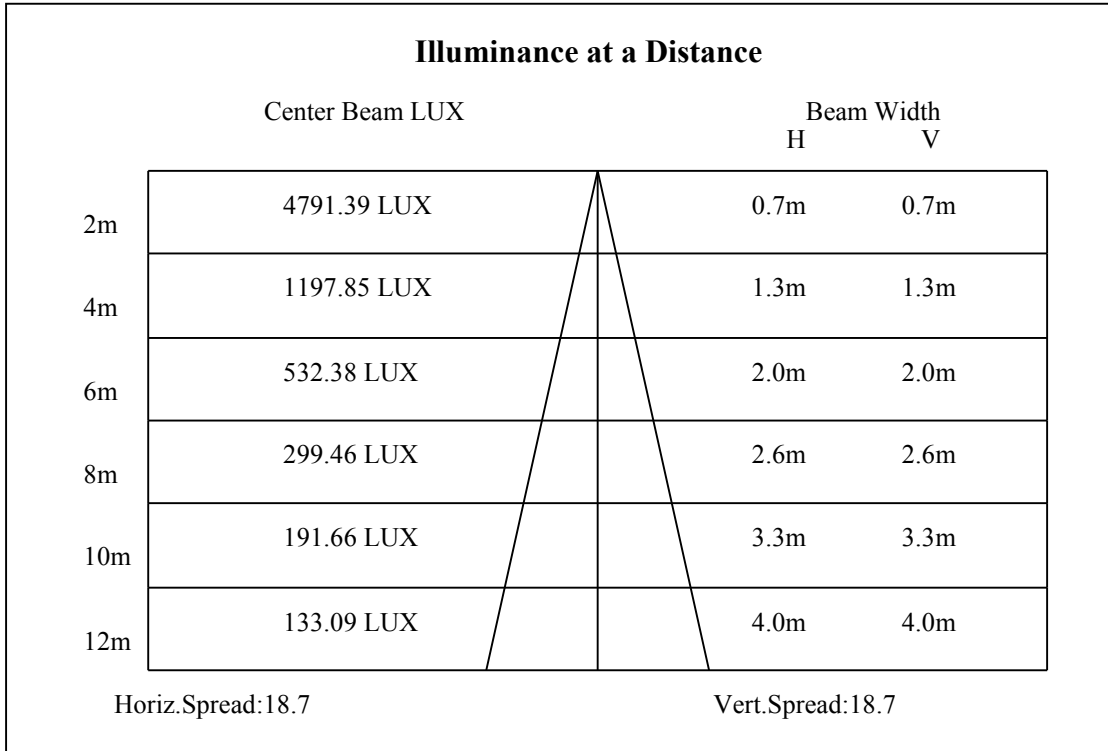 Illuminance at a Distance
Center Beam LUX Beam Width
H V
2m 4791.39 LUX 0.7m 0.7m
4m 1197.85 LUX 1.3m 1.3m
6m 532.38 LUX 2.0m 2.0m
8m 299.46 LUX 2.6m 2.6m
10m 191.66 LUX 3.3m 3.3m
12m 133.09 LUX 4.0m 4.0m
Horiz.Spread:18.7 Vert.Spread:18.7